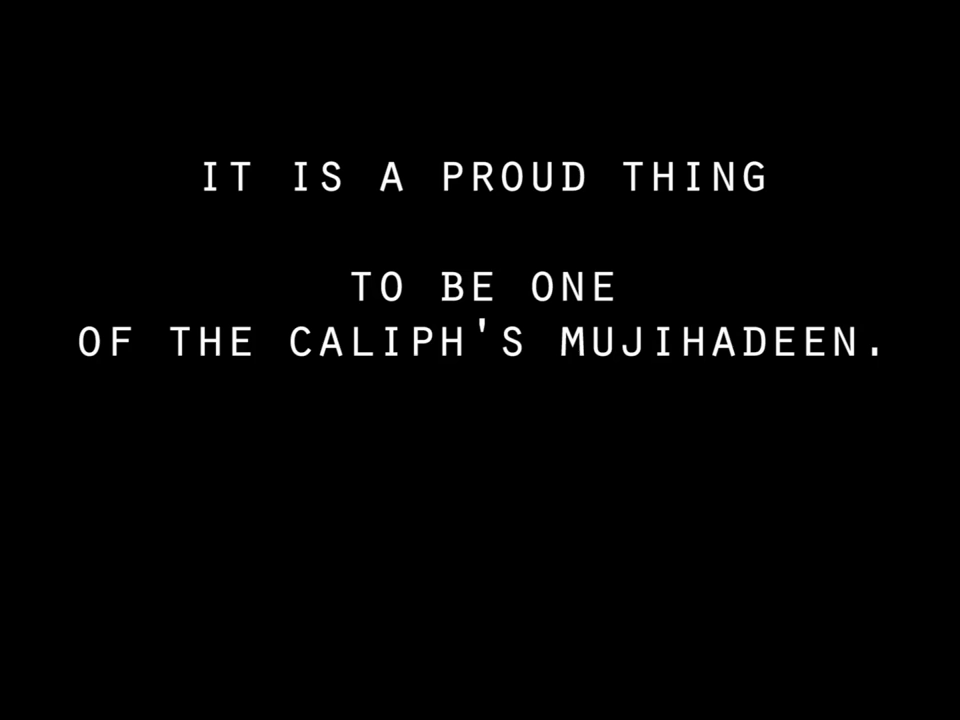 IT IS A PROUD THING
TO BE ONE
OF THE CALIPH'S MUJIHADEEN.